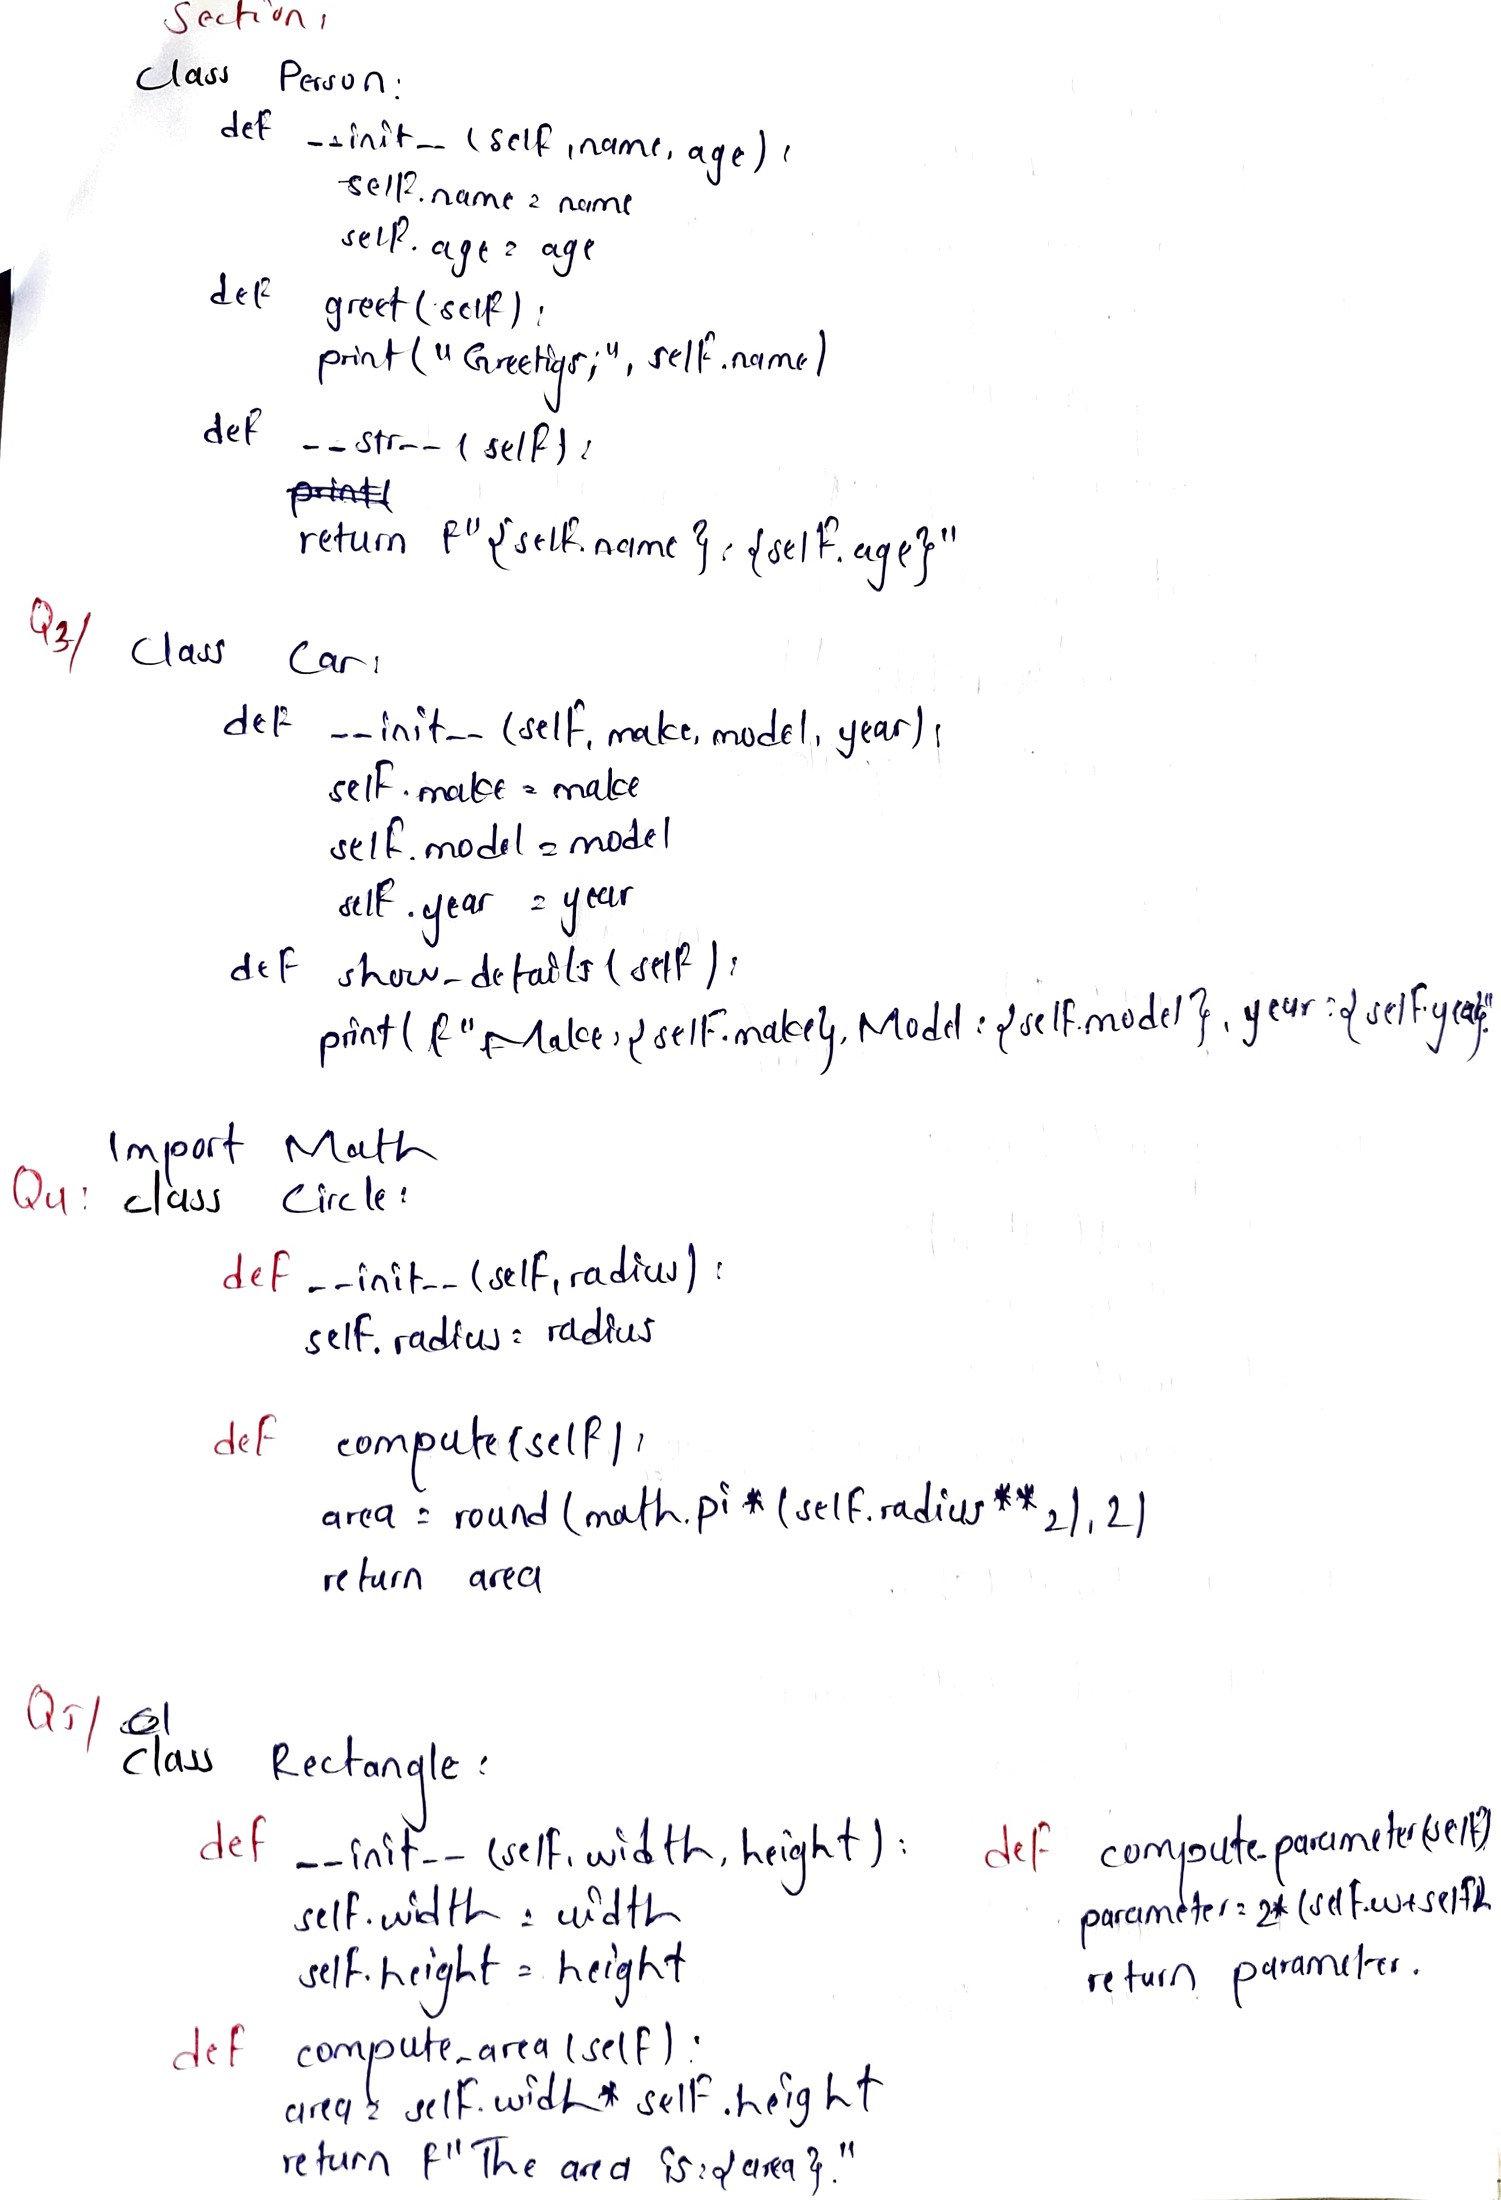 Section:
class Person:
def __init__(self, name, age):
self.name = name
self.age = age
def greet(self):
print("Greetigs;", self.name)
def __str__(self):
print(
return f"{self.name}: {self.age}"
Q3/ class Car:
def __init__(self, make, model, year):
self.make = make
self.model = model
self.year = year
def show_details(self):
print(f"Make:{self.make}, Model:{self.model}, year:{self.year}"
Import Math
Q4: class Circle:
def __init__(self, radius):
self.radius = radius
def compute(self):
area = round(math.pi*(self.radius**2),2)
return area
Q5/ cl
class Rectangle:
def __init__(self, width, height):
self.width = width
self.height = height
def compute_area(self):
area = self.widh* self.height
return f"The area is:{area}."
def compute_parameter(self)
parameter = 2*(self.w+self.h
return parameter.